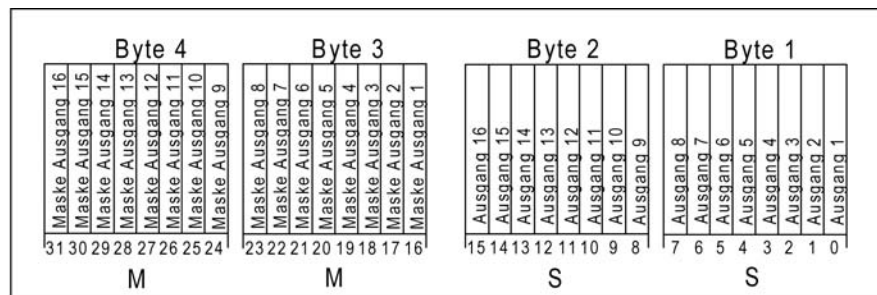 Byte 4 Byte 3 Byte 2 Byte 1
Maske Ausgang 16
Maske Ausgang 15
Maske Ausgang 14
Maske Ausgang 13
Maske Ausgang 12
Maske Ausgang 11
Maske Ausgang 10
Maske Ausgang 9
Maske Ausgang 8
Maske Ausgang 7
Maske Ausgang 6
Maske Ausgang 5
Maske Ausgang 4
Maske Ausgang 3
Maske Ausgang 2
Maske Ausgang 1
Ausgang 16
Ausgang 15
Ausgang 14
Ausgang 13
Ausgang 12
Ausgang 11
Ausgang 10
Ausgang 9
Ausgang 8
Ausgang 7
Ausgang 6
Ausgang 5
Ausgang 4
Ausgang 3
Ausgang 2
Ausgang 1
31 30 29 28 27 26 25 24 23 22 21 20 19 18 17 16 15 14 13 12 11 10 9 8 7 6 5 4 3 2 1 0
M M S S